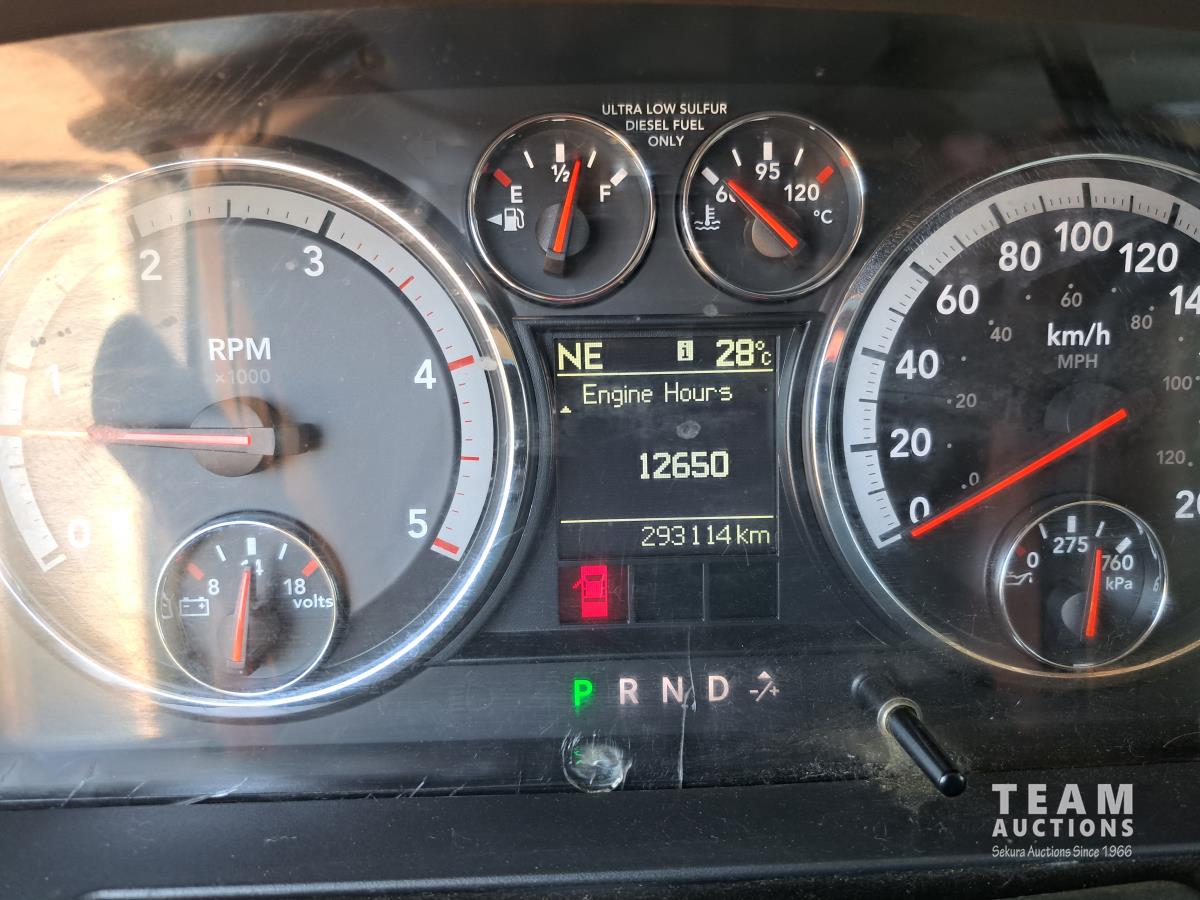 ULTRA LOW SULFUR
DIESEL FUEL
ONLY
E ½ F
60 95 120
°C
0 1 2 3 4 5
RPM
×1000
8 14 18
volts
NE i 28°C
Engine Hours
12650
293114km
P R N D -/+
0 20 40 60 80 100 120
km/h
MPH
0 20 40 60 80 100 120
0 275 760
kPa
TEAM
AUCTIONS
Sekura Auctions Since 1966